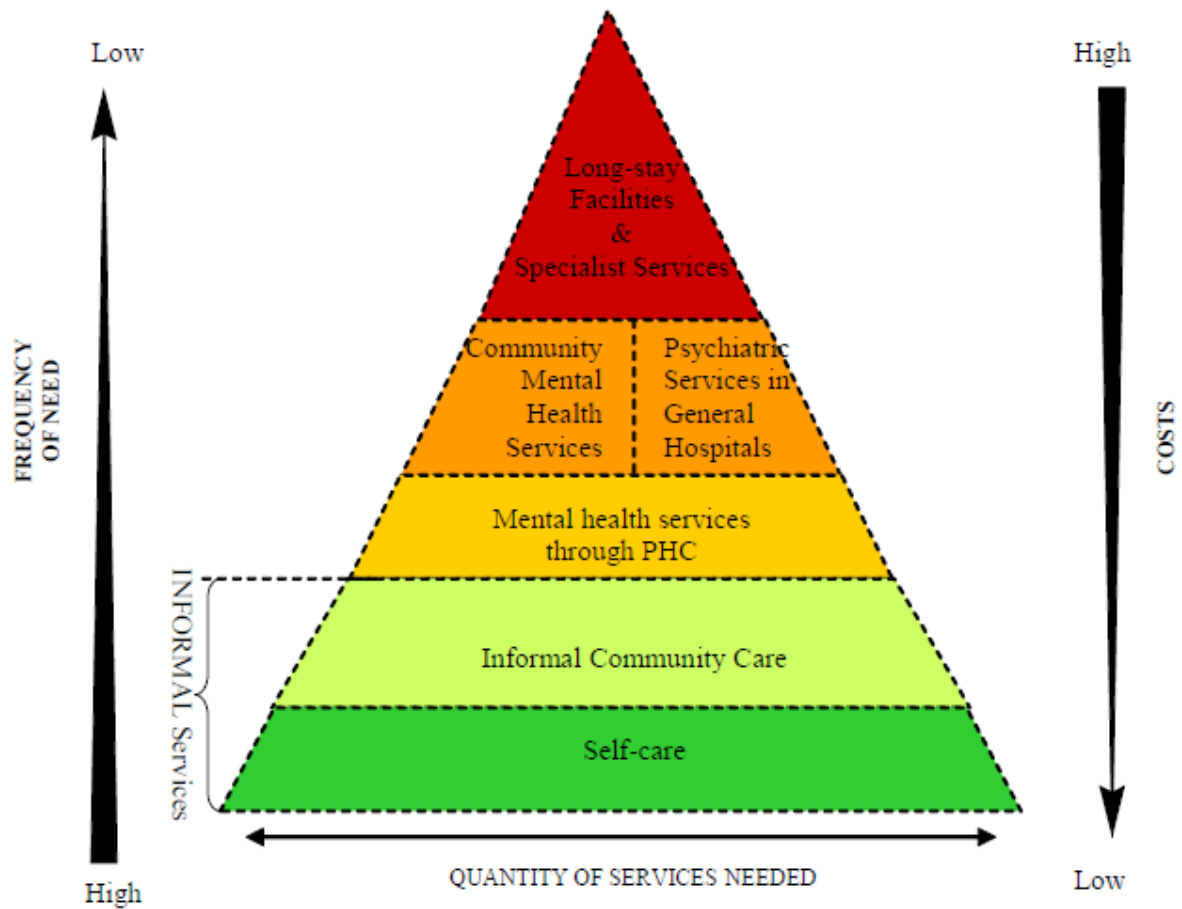 Low
High
Long-stay
Facilities
&
Specialist Services
Community
Mental
Health
Services
Psychiatric
Services in
General
Hospitals
FREQUENCY
OF NEED
COSTS
Mental health services
through PHC
INFORMAL Services
Informal Community Care
Self-care
QUANTITY OF SERVICES NEEDED
High
Low